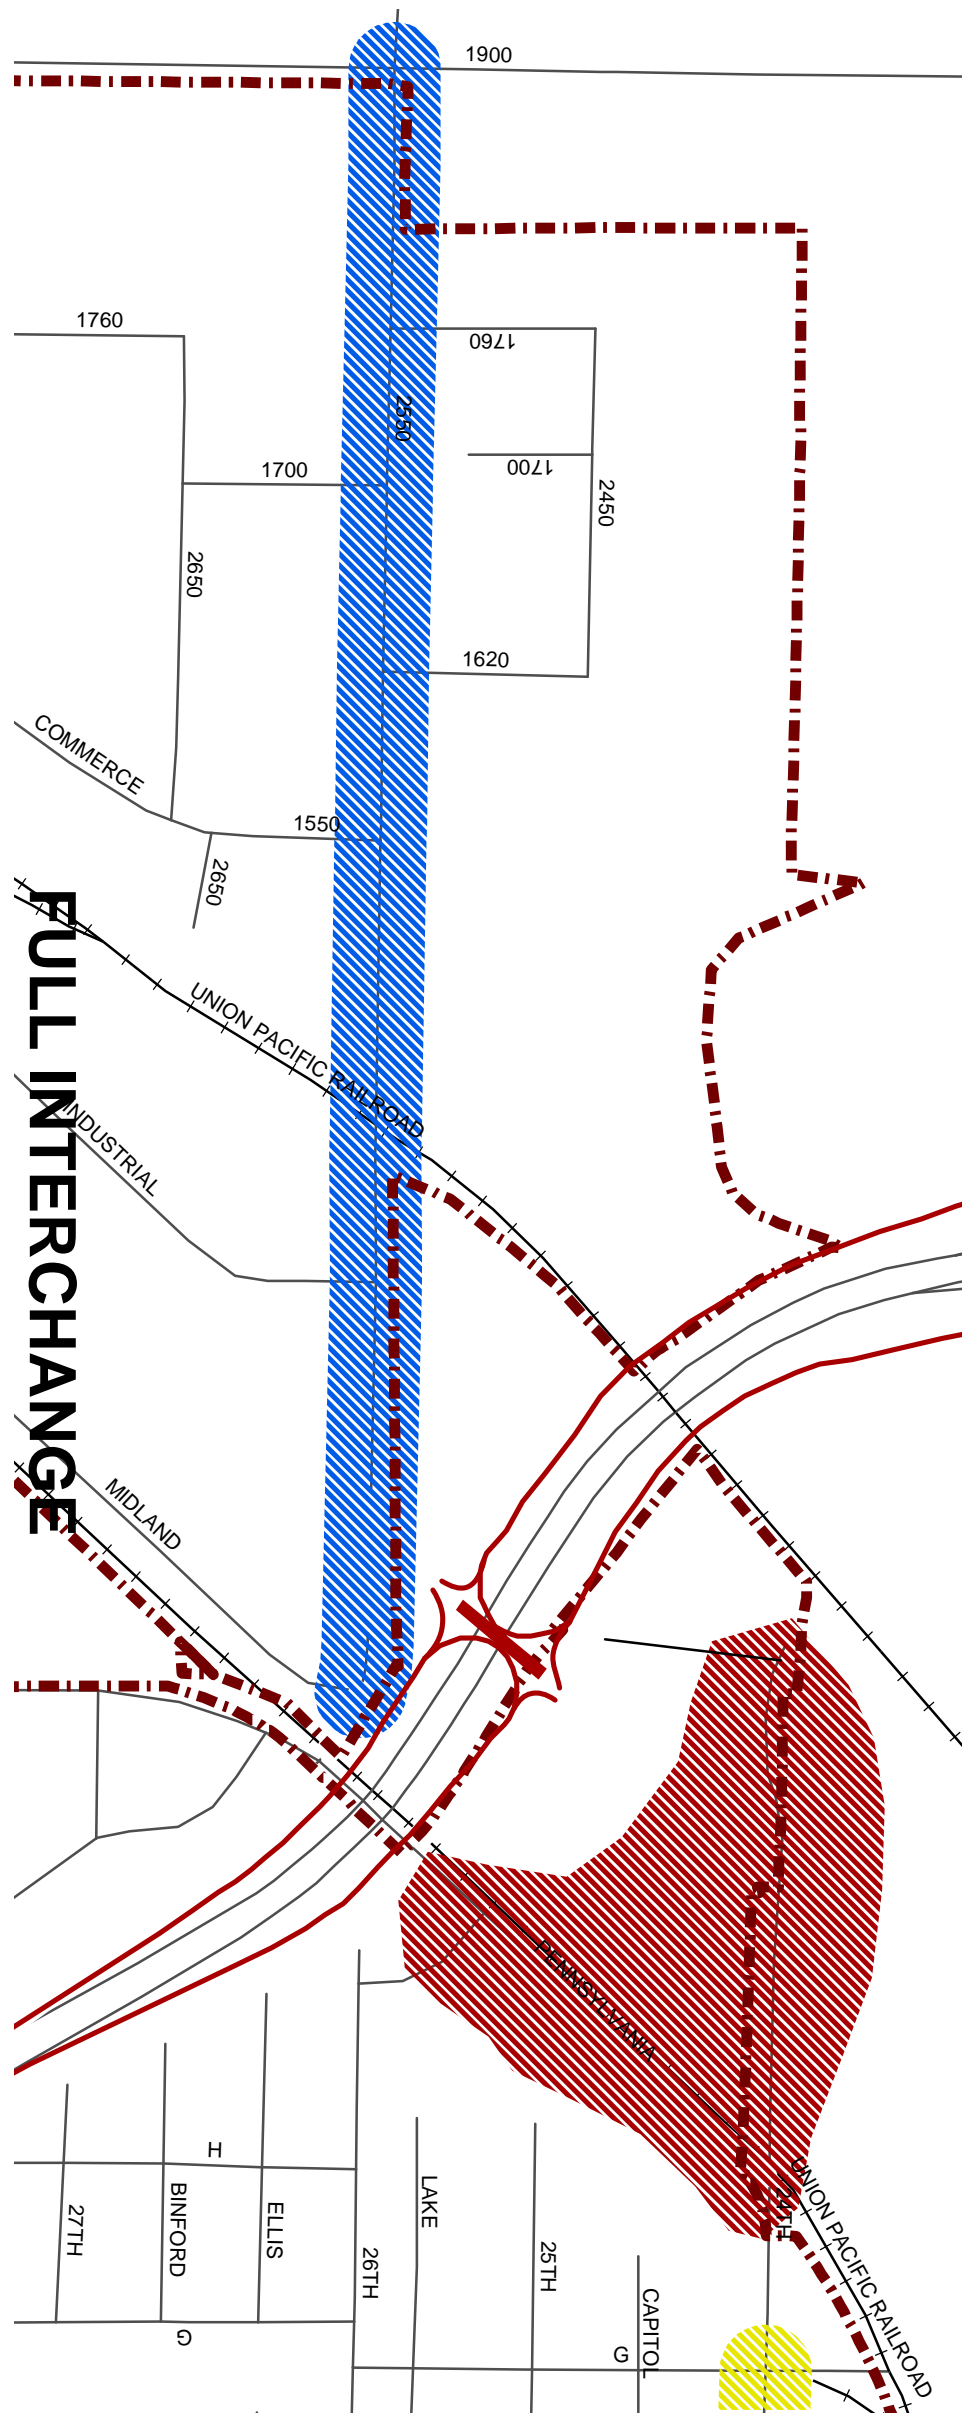 1900
1760
1760
2550
1700
1700
2450
2650
1620
COMMERCE
1550
2650
FULL INTERCHANGE
UNION PACIFIC RAILROAD
INDUSTRIAL
MIDLAND
PENNSYLVANIA
H
27TH
BINFORD
ELLIS
26TH
LAKE
25TH
24TH
UNION PACIFIC RAILROAD
CAPITOL
G
G